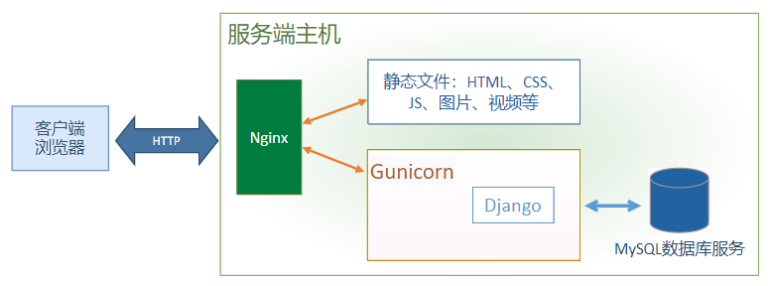 服务端主机
静态文件：HTML、CSS、
JS、图片、视频等
客户端
浏览器
HTTP
Nginx
Gunicorn
Django
MySQL数据库服务